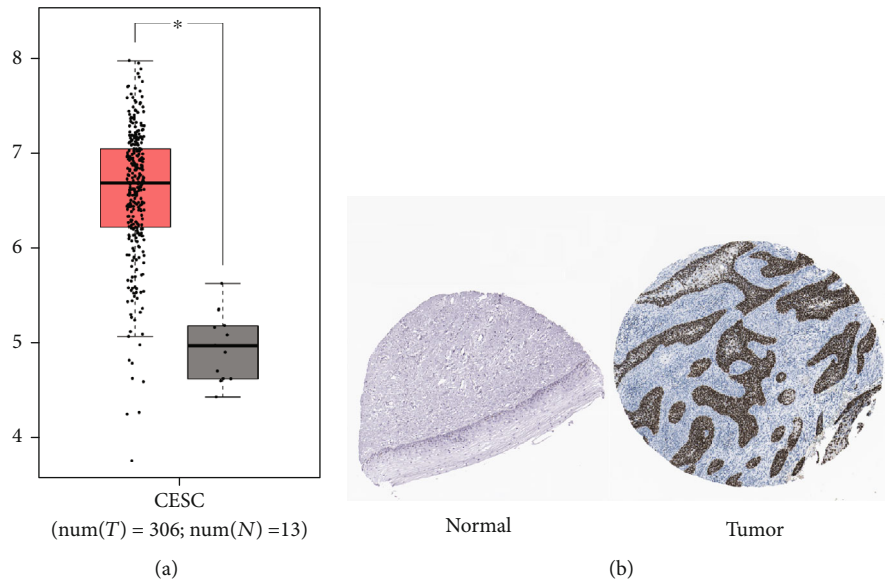 *
8
7
6
5
4
CESC
(num(T) = 306; num(N) =13)
(a)
Normal
Tumor
(b)